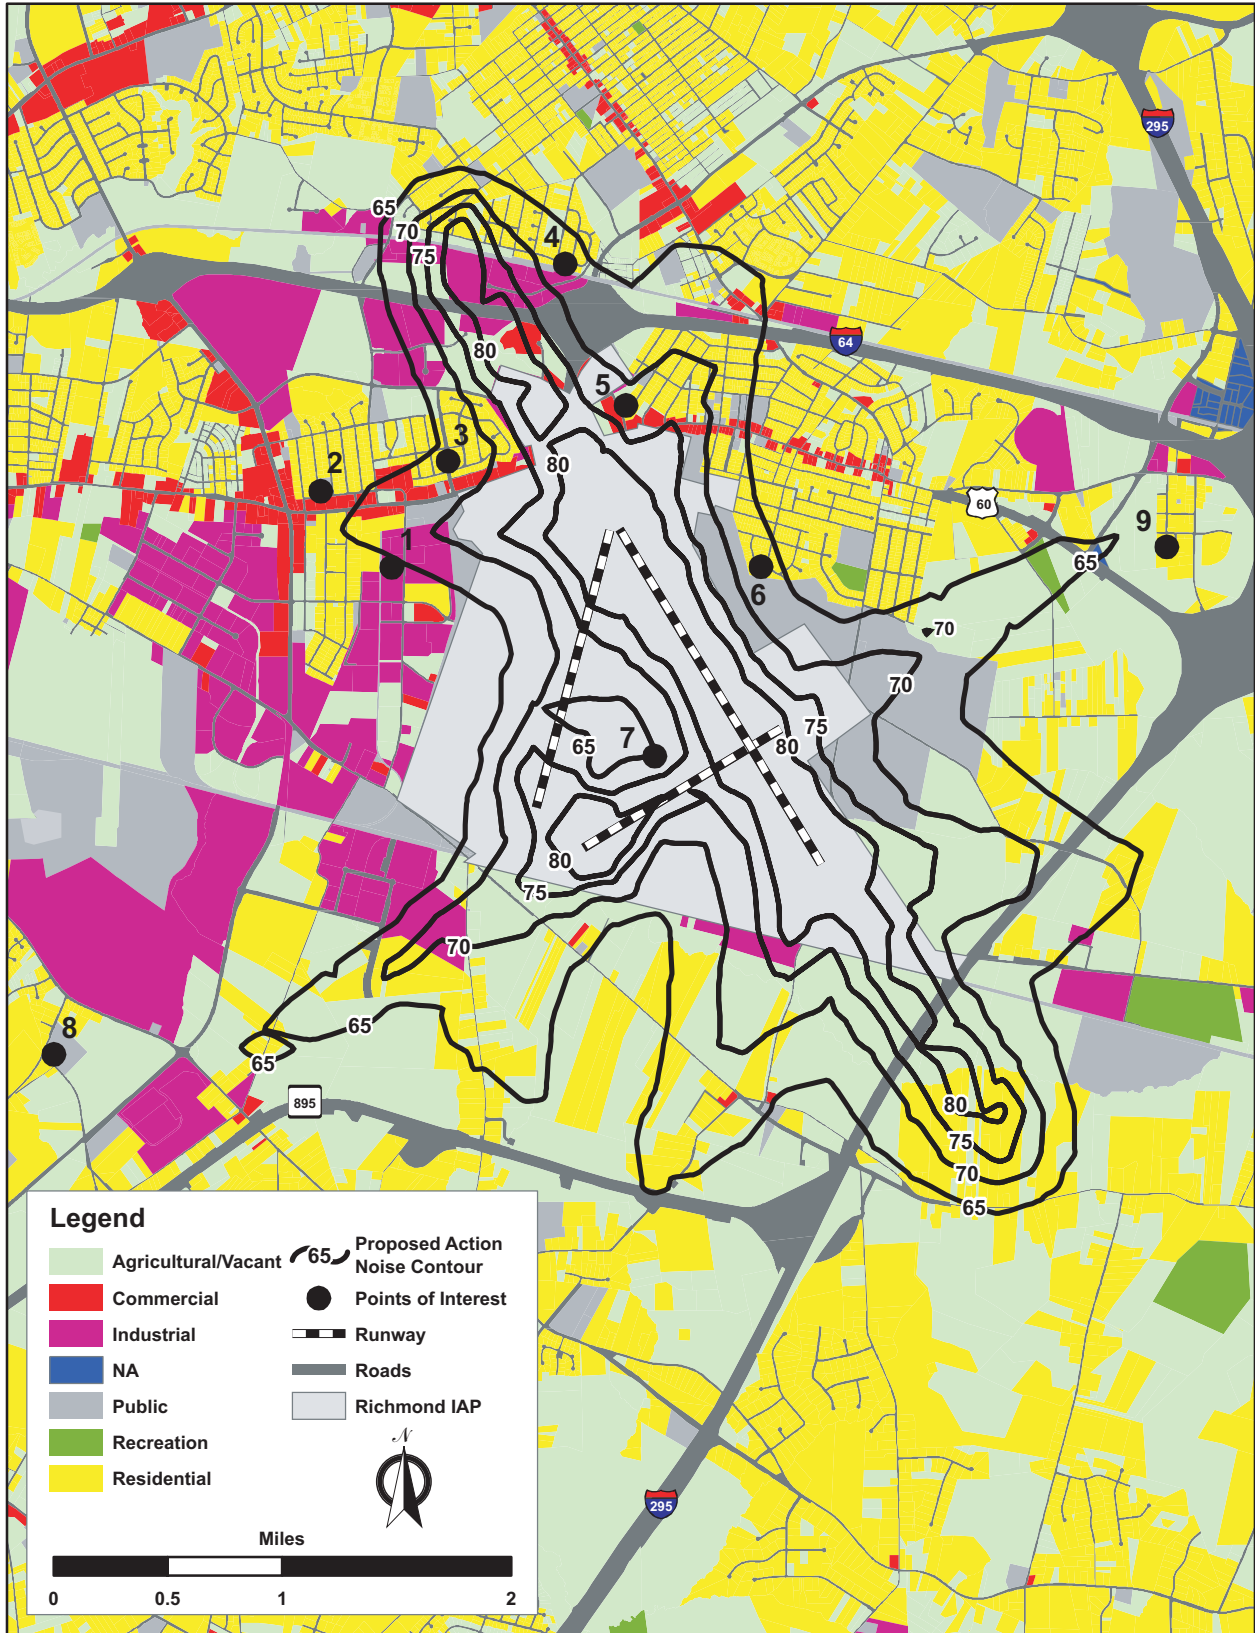 295
65
70
4
75
64
80
5
3
80
2
60
9
1
65
6
70
70
75
65
7
80
80
75
70
65
8
65
895
80
75
70
65
Legend
Agricultural/Vacant
Commercial
Industrial
NA
Public
Recreation
Residential
65
Proposed Action
Noise Contour
Points of Interest
Runway
Roads
Richmond IAP
N
295
Miles
0 0.5 1 2